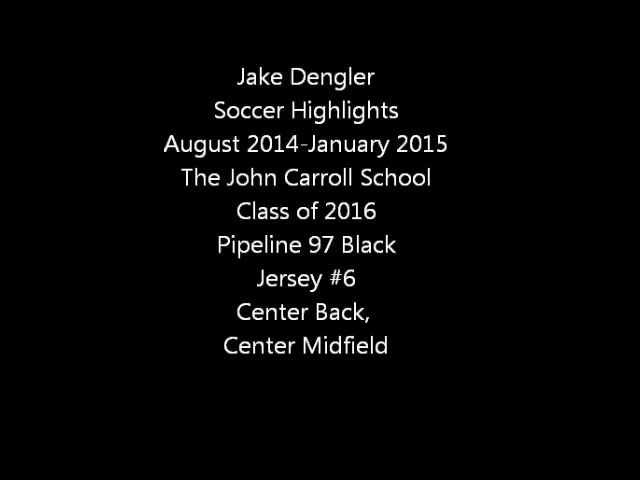 Jake Dengler
Soccer Highlights
August 2014-January 2015
The John Carroll School
Class of 2016
Pipeline 97 Black
Jersey #6
Center Back,
Center Midfield